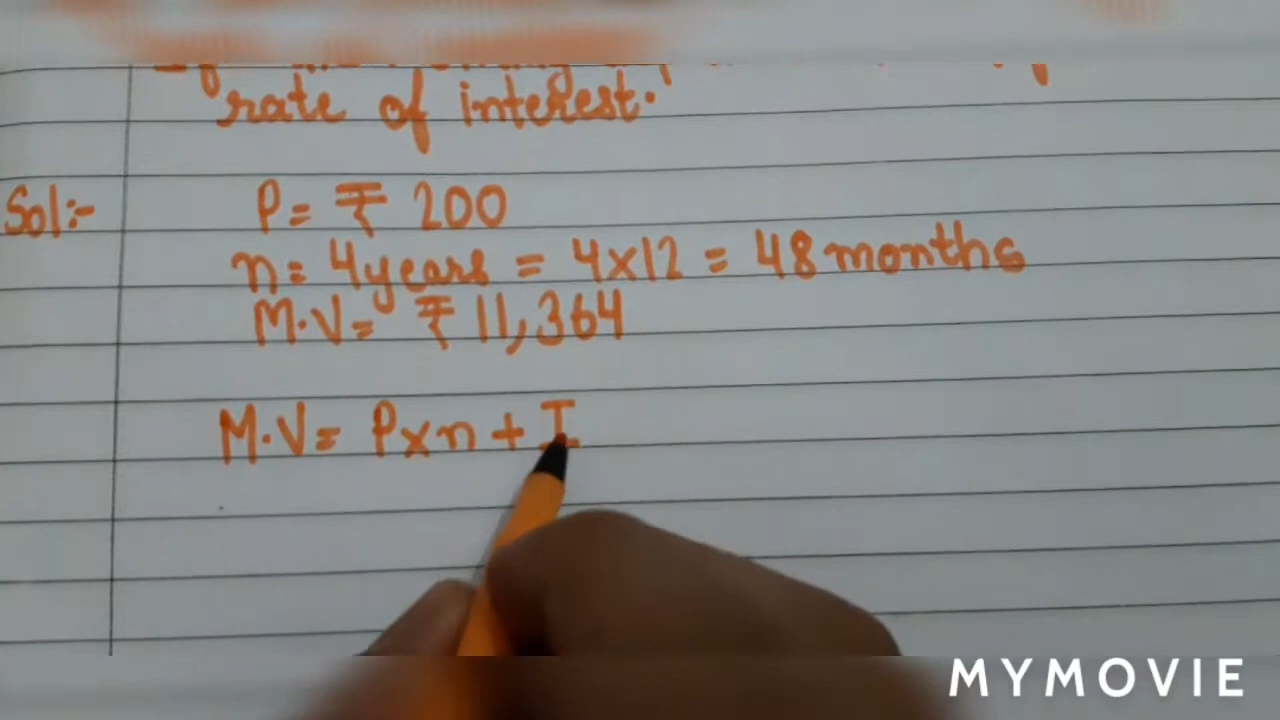 rate of interest.
Sol:- P = ₹ 200
n = 4 years = 4×12 = 48 months
M.V = ₹ 11,364
M.V = P×n + I
MYMOVIE